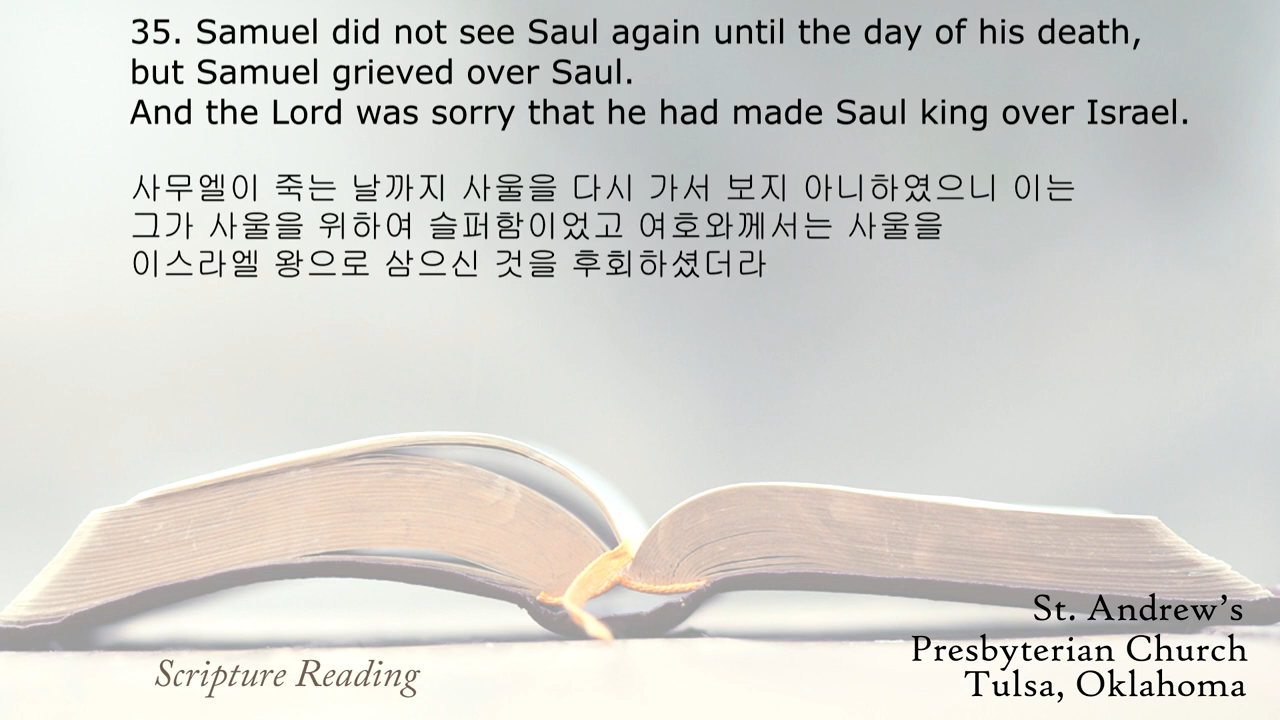 35. Samuel did not see Saul again until the day of his death,
but Samuel grieved over Saul.
And the Lord was sorry that he had made Saul king over Israel.
사무엘이 죽는 날까지 사울을 다시 가서 보지 아니하였으니 이는
그가 사울을 위하여 슬퍼함이었고 여호와께서는 사울을
이스라엘 왕으로 삼으신 것을 후회하셨더라
St. Andrew's
Presbyterian Church
Tulsa, Oklahoma
Scripture Reading